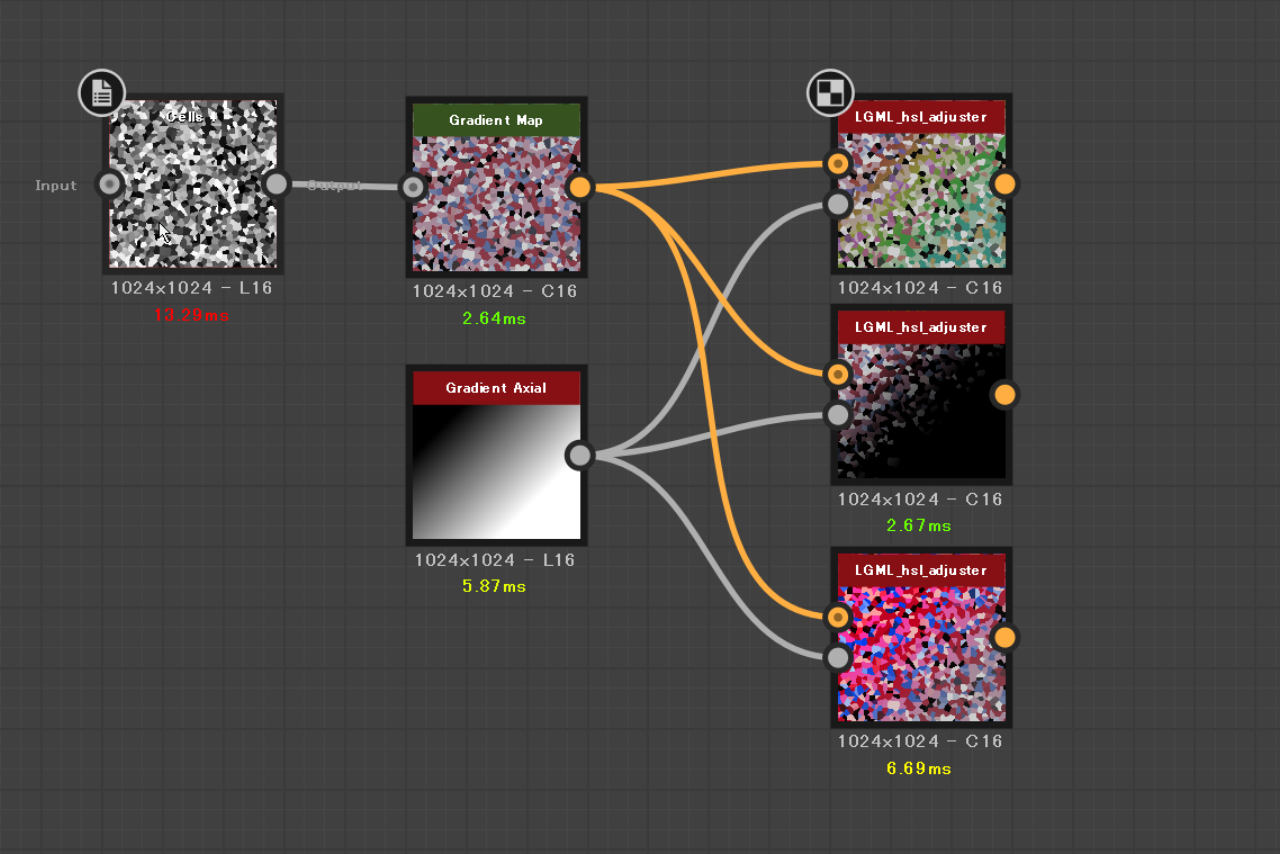 Cells 4
Input
Output
1024x1024 – L16
13.29ms
Gradient Map
1024x1024 – C16
2.64ms
Gradient Axial
1024x1024 – L16
5.87ms
LGML_hsl_adjuster
1024x1024 – C16
LGML_hsl_adjuster
1024x1024 – C16
2.67ms
LGML_hsl_adjuster
1024x1024 – C16
6.69ms